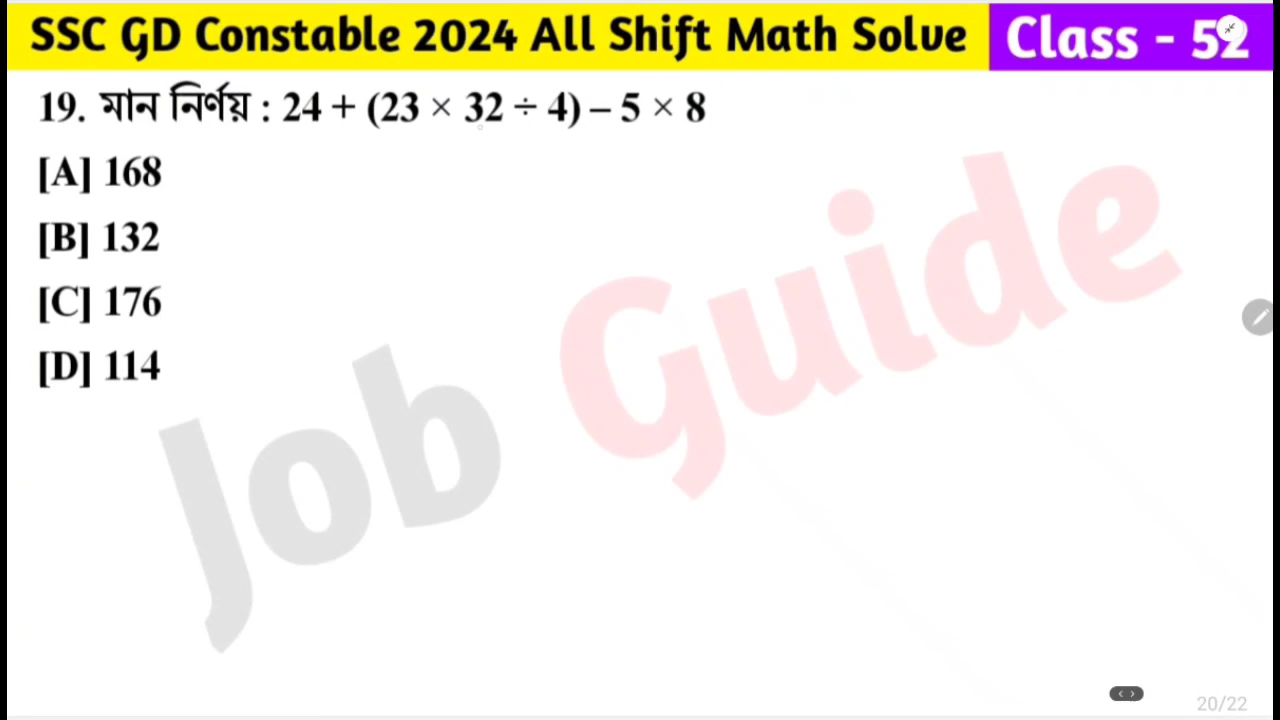 SSC GD Constable 2024 All Shift Math Solve Class - 52
19. মান নির্ণয় : 24 + (23 × 32 ÷ 4) – 5 × 8
[A] 168
[B] 132
[C] 176
[D] 114
Job Guide
20/22